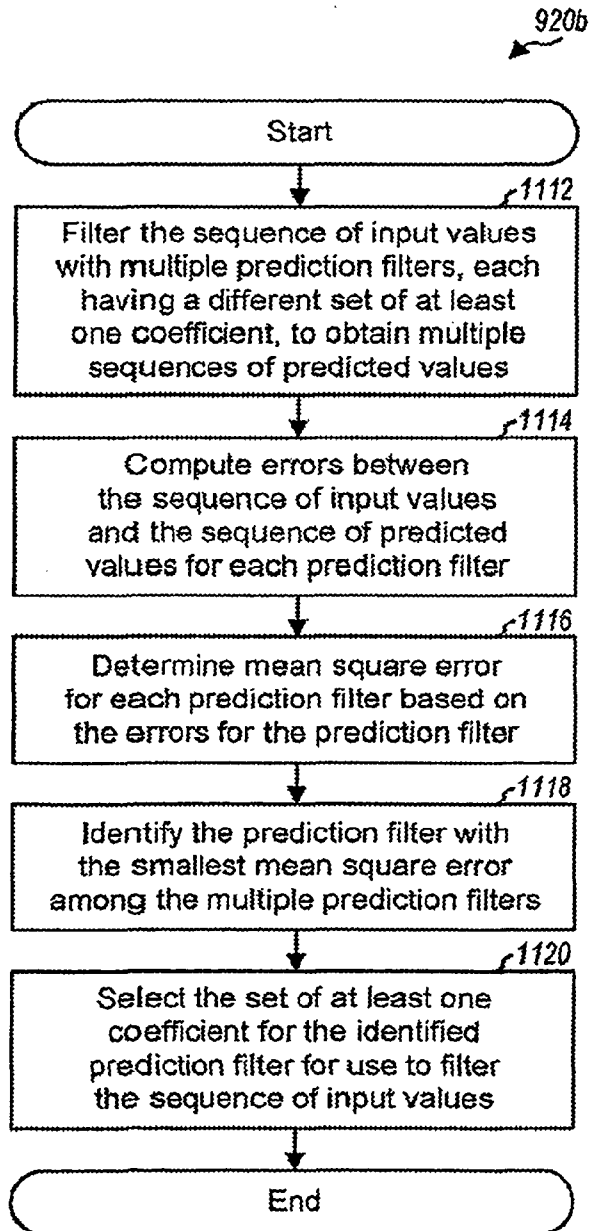 920b
Start
1112
Filter the sequence of input values
with multiple prediction filters, each
having a different set of at least
one coefficient, to obtain multiple
sequences of predicted values
1114
Compute errors between
the sequence of input values
and the sequence of predicted
values for each prediction filter
1116
Determine mean square error
for each prediction filter based on
the errors for the prediction filter
1118
Identify the prediction filter with
the smallest mean square error
among the multiple prediction filters
1120
Select the set of at least one
coefficient for the identified
prediction filter for use to filter
the sequence of input values
End